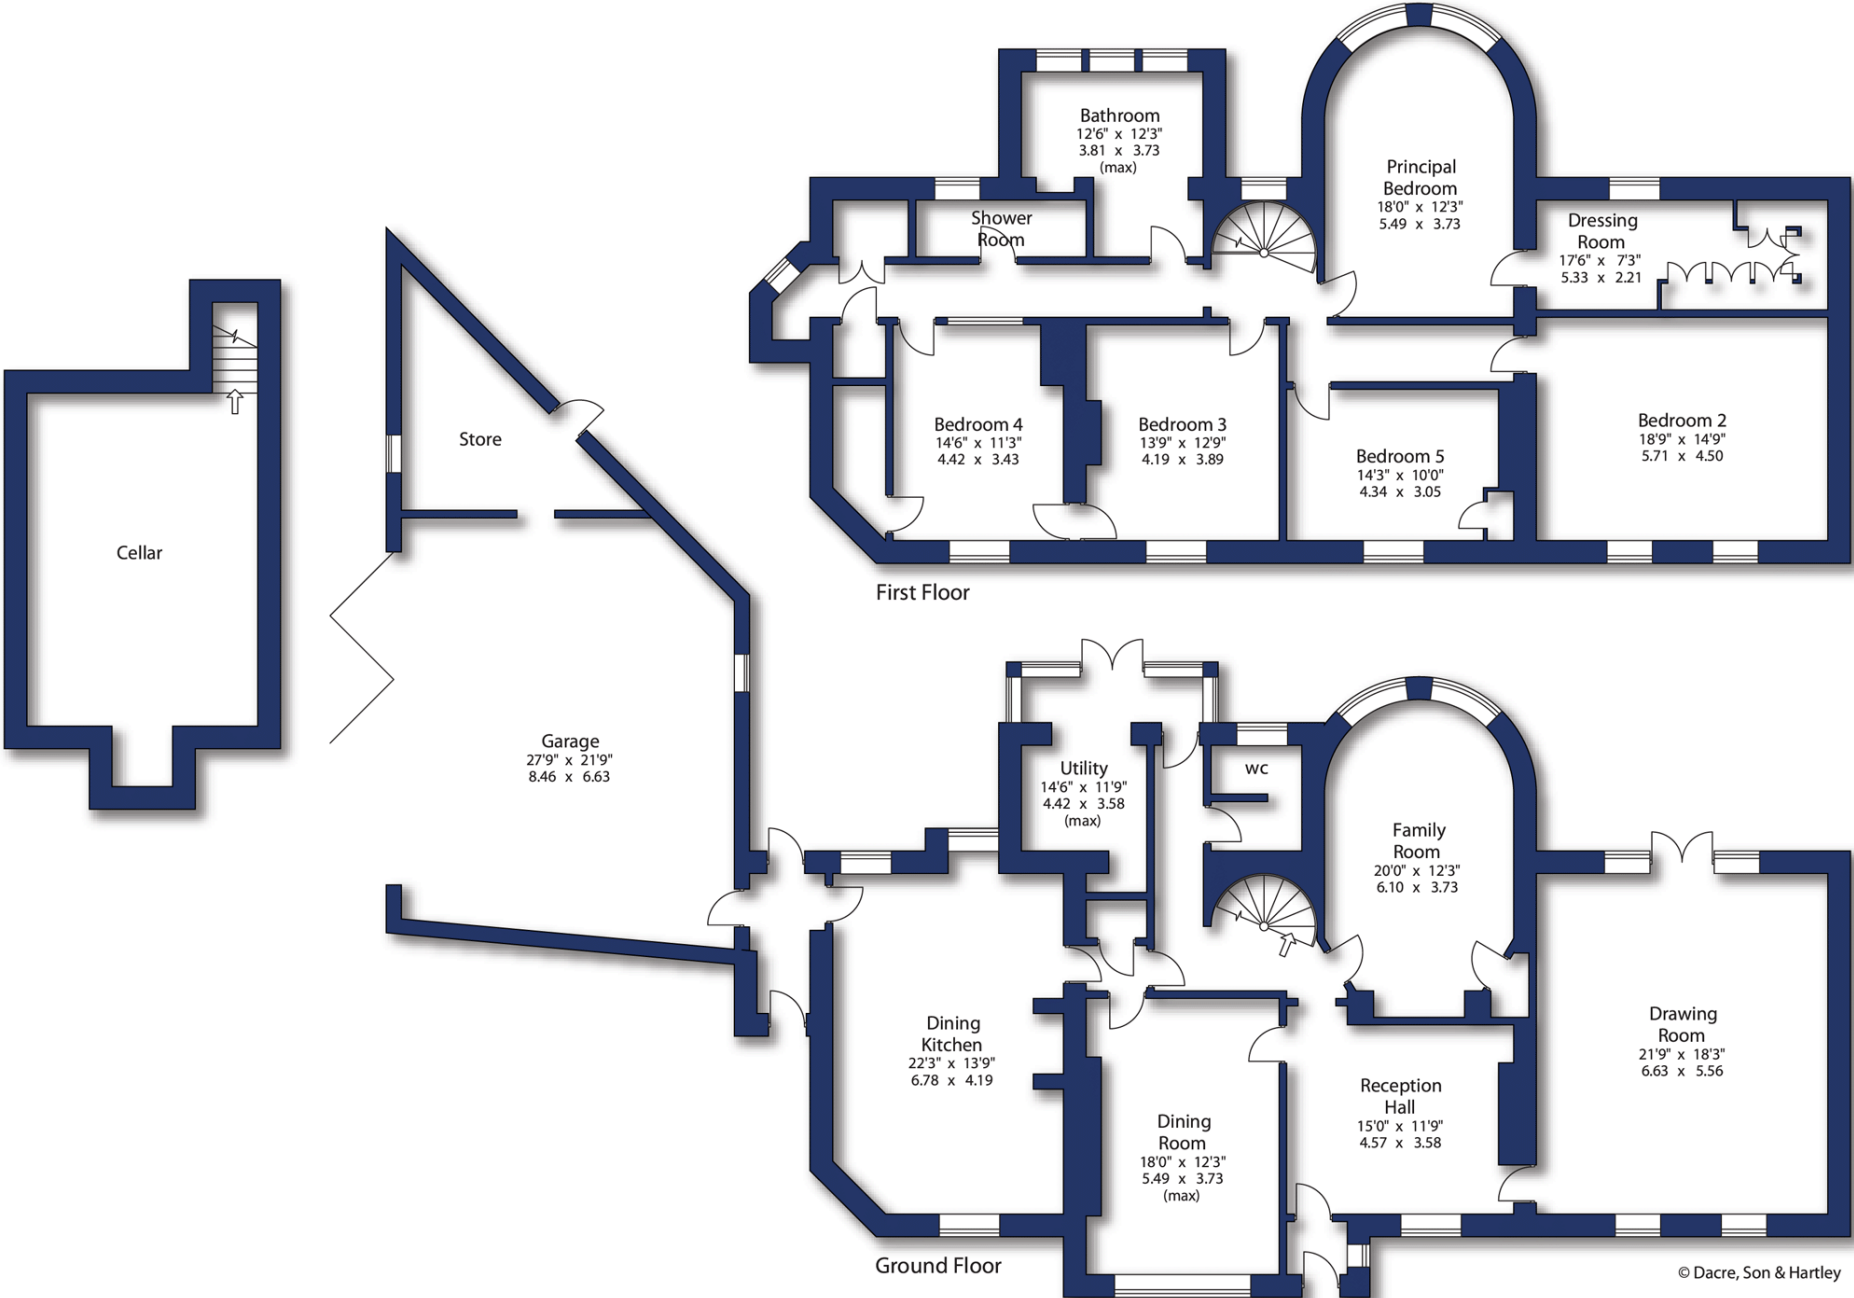 Bathroom
12'6" x 12'3"
3.81 x 3.73
(max)
Principal
Bedroom
18'0" x 12'3"
5.49 x 3.73
Shower
Room
Dressing
Room
17'6" x 7'3"
5.33 x 2.21
Store
Bedroom 4
14'6" x 11'3"
4.42 x 3.43
Bedroom 3
13'9" x 12'9"
4.19 x 3.89
Bedroom 5
14'3" x 10'0"
4.34 x 3.05
Bedroom 2
18'9" x 14'9"
5.71 x 4.50
Cellar
First Floor
Garage
27'9" x 21'9"
8.46 x 6.63
Utility
14'6" x 11'9"
4.42 x 3.58
(max)
WC
Family
Room
20'0" x 12'3"
6.10 x 3.73
Dining
Kitchen
22'3" x 13'9"
6.78 x 4.19
Drawing
Room
21'9" x 18'3"
6.63 x 5.56
Dining
Room
18'0" x 12'3"
5.49 x 3.73
(max)
Reception
Hall
15'0" x 11'9"
4.57 x 3.58
Ground Floor
© Dacre, Son & Hartley